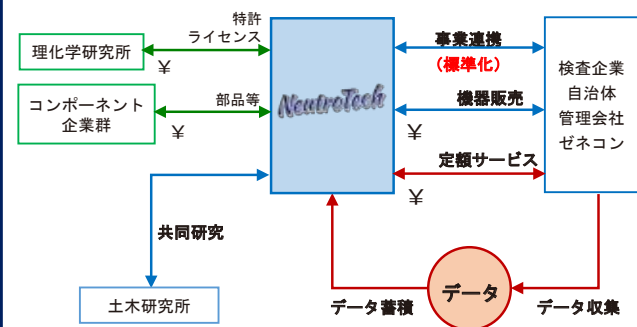 特許
ライセンス
理化学研究所
¥
コンポーネント
企業群
部品等
¥
NeutroTech
事業連携
(標準化)
機器販売
¥
定額サービス
¥
検査企業
自治体
管理会社
ゼネコン
共同研究
土木研究所
データ蓄積
データ
データ収集